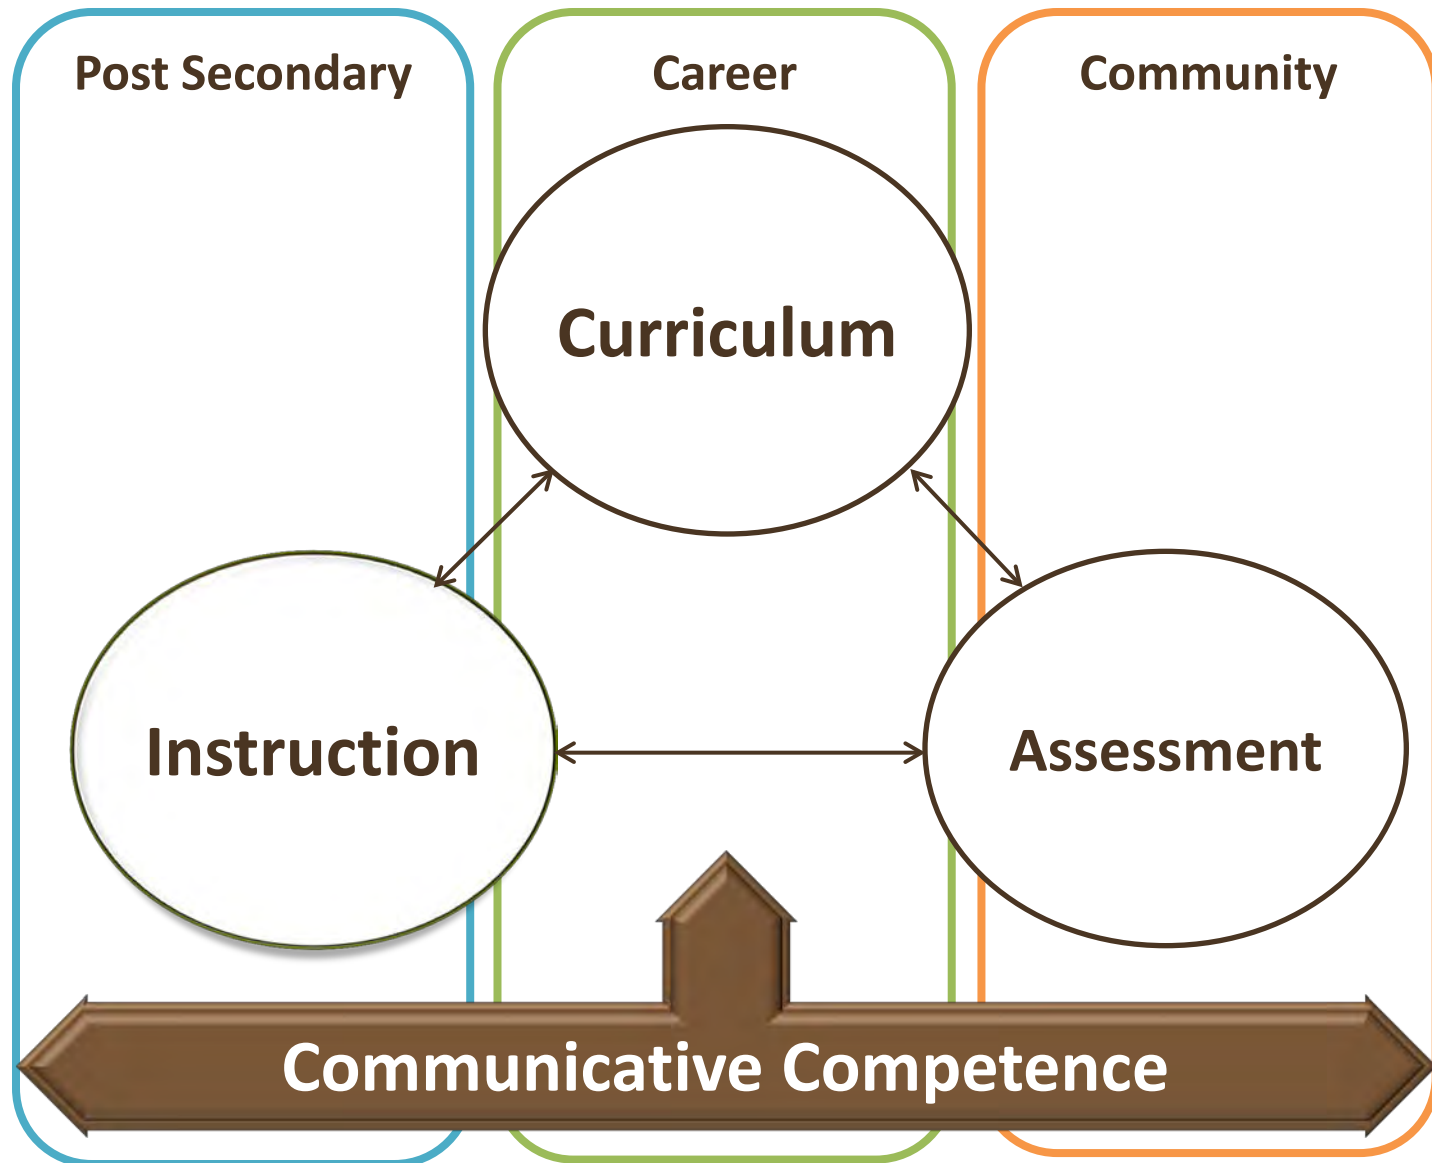 Post Secondary
Career
Community
Curriculum
Instruction
Assessment
Communicative Competence